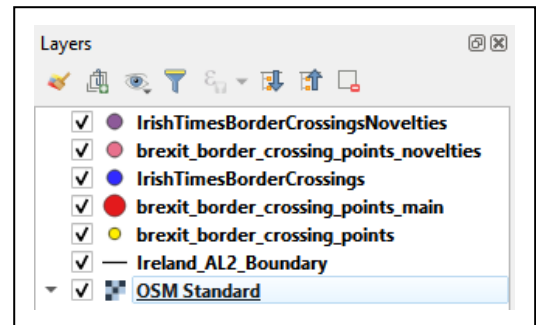 Layers
IrishTimesBorderCrossingsNovelties
brexit_border_crossing_points_novelties
IrishTimesBorderCrossings
brexit_border_crossing_points_main
brexit_border_crossing_points
Ireland_AL2_Boundary
OSM Standard